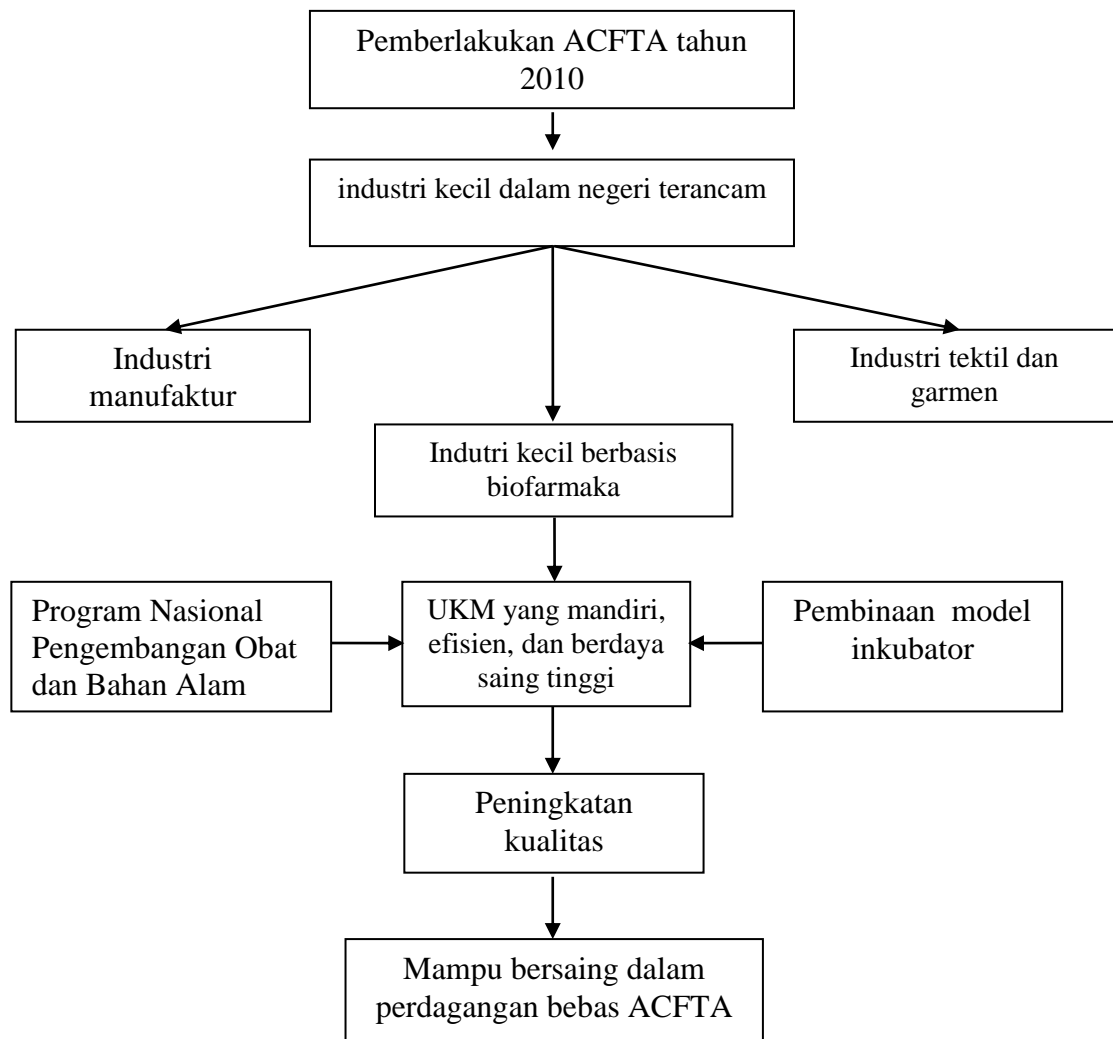 Pemberlakukan ACFTA tahun
2010
industri kecil dalam negeri terancam
Industri
manufaktur
Industri tektil dan
garmen
Indutri kecil berbasis
biofarmaka
Program Nasional
Pengembangan Obat
dan Bahan Alam
UKM yang mandiri,
efisien, dan berdaya
saing tinggi
Pembinaan model
inkubator
Peningkatan
kualitas
Mampu bersaing dalam
perdagangan bebas ACFTA